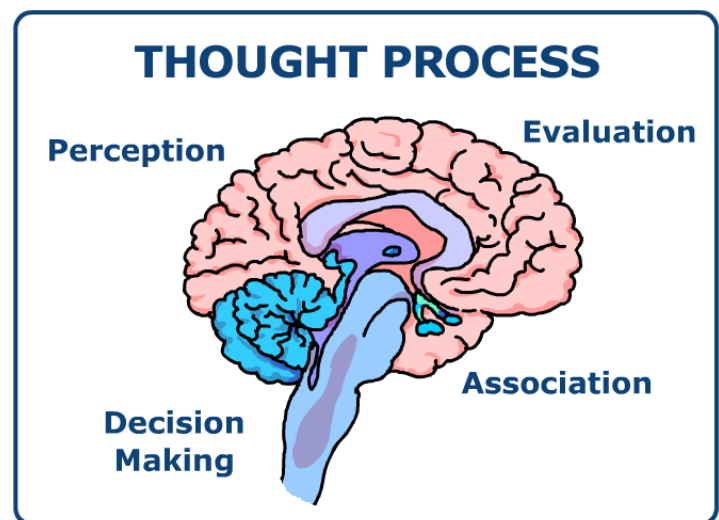 THOUGHT PROCESS
Perception
Evaluation
Association
Decision
Making